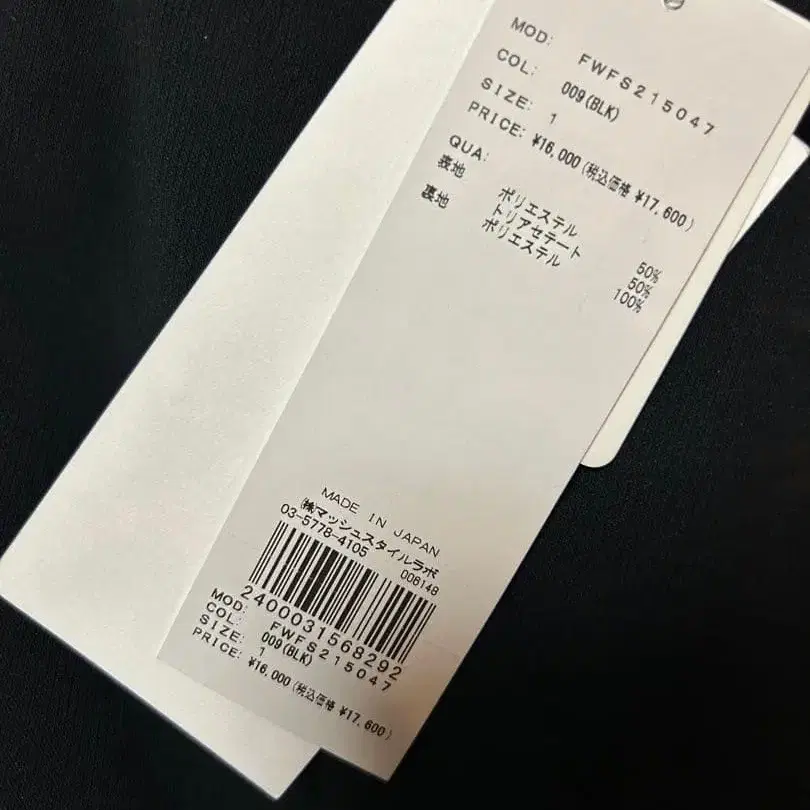 MOD: FWFS215047
COL: 009(BLK)
SIZE: 1
PRICE: ¥16,000(税込価格 ¥17,600)
QUA:
表地 ポリエステル 50%
トリアセテート 50%
裏地 ポリエステル 100%
MADE IN JAPAN
㈱マッシュスタイルラボ
03-5778-4105 006148
2400031568292
MOD: FWFS215047
COL: 009(BLK)
SIZE: 1
PRICE: ¥16,000(税込価格 ¥17,600)